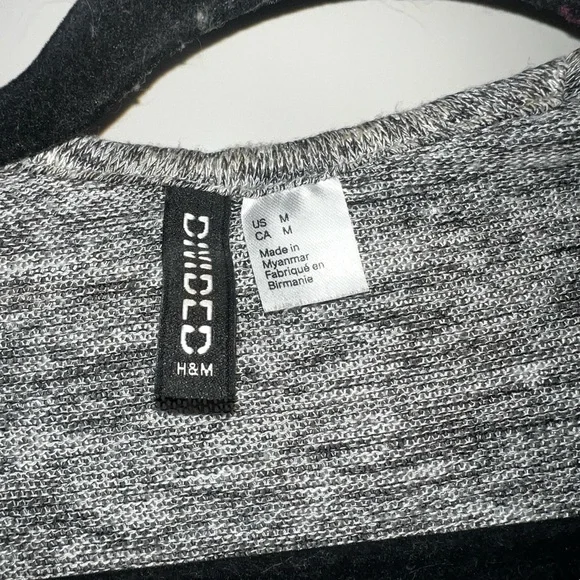 DIVIDED
H&M
US M
CA M
Made in
Myanmar
Fabriqué en
Birmanie